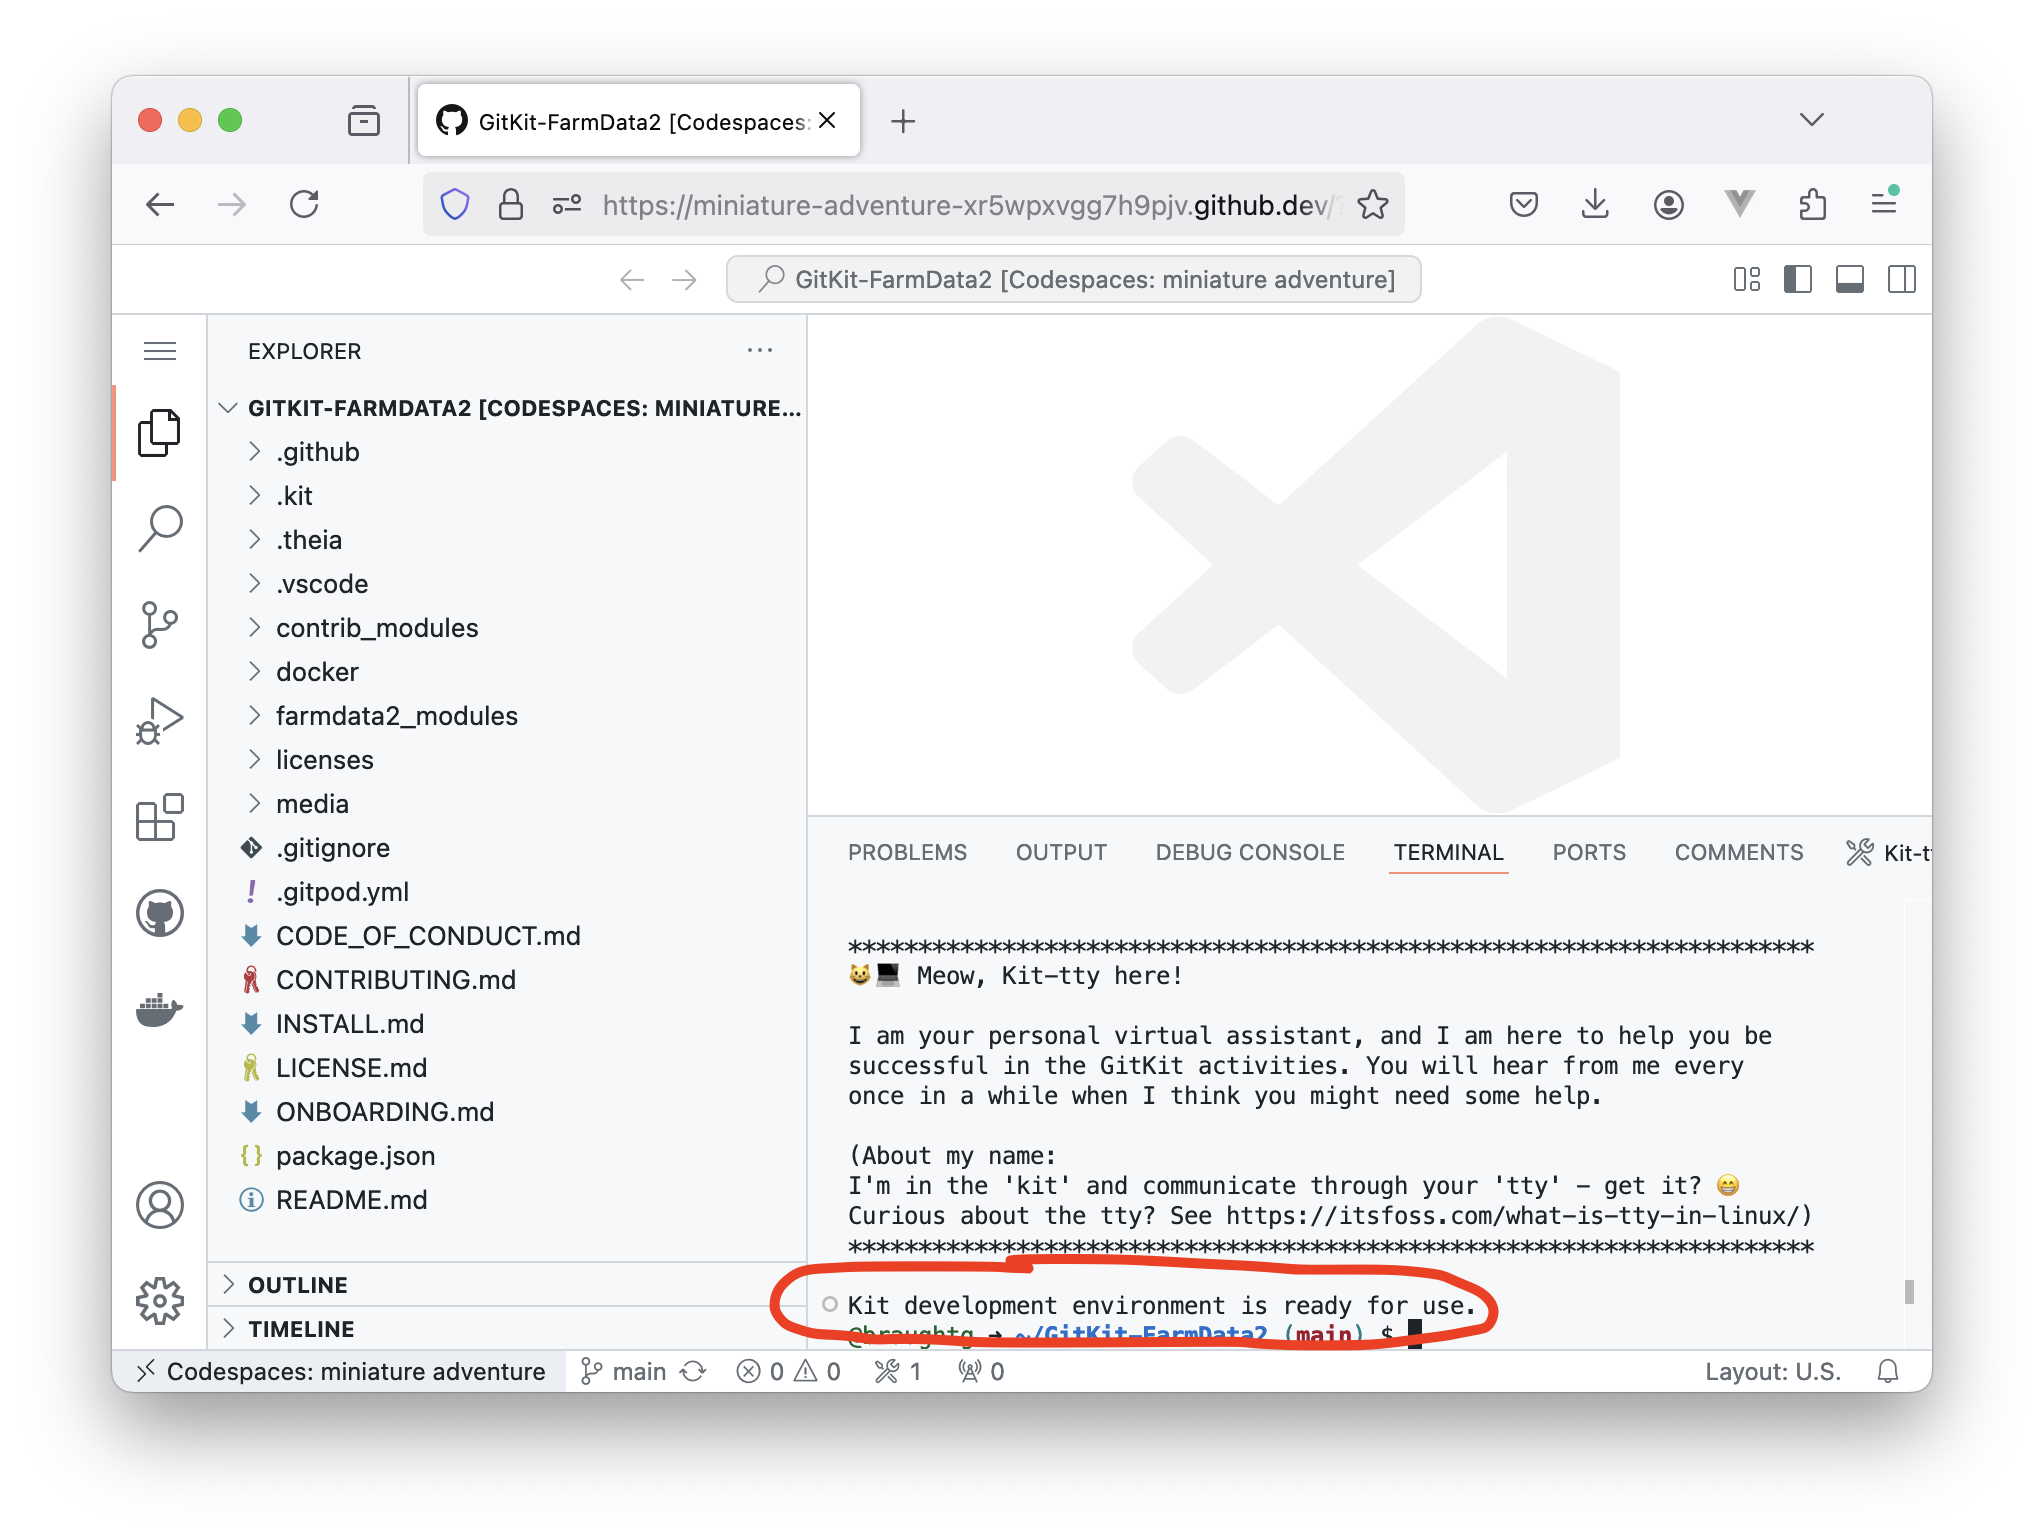 GitKit-FarmData2 [Codespaces:
https://miniature-adventure-xr5wpxvgg7h9pjv.github.dev/?
GitKit-FarmData2 [Codespaces: miniature adventure]
EXPLORER
GITKIT-FARMDATA2 [CODESPACES: MINIATURE...
.github
.kit
.theia
.vscode
contrib_modules
docker
farmdata2_modules
licenses
media
.gitignore
.gitpod.yml
CODE_OF_CONDUCT.md
CONTRIBUTING.md
INSTALL.md
LICENSE.md
ONBOARDING.md
package.json
README.md
OUTLINE
TIMELINE
PROBLEMS OUTPUT DEBUG CONSOLE TERMINAL PORTS COMMENTS Kit-t
*********************************************************************
😺💻 Meow, Kit-tty here!
I am your personal virtual assistant, and I am here to help you be
successful in the GitKit activities. You will hear from me every
once in a while when I think you might need some help.
(About my name:
I'm in the 'kit' and communicate through your 'tty' - get it? 😁
Curious about the tty? See https://itsfoss.com/what-is-tty-in-linux/)
*********************************************************************
Kit development environment is ready for use.
@braughtg ➜ ~/GitKit-FarmData2 (main) $
Codespaces: miniature adventure main 0 0 1 0 Layout: U.S.